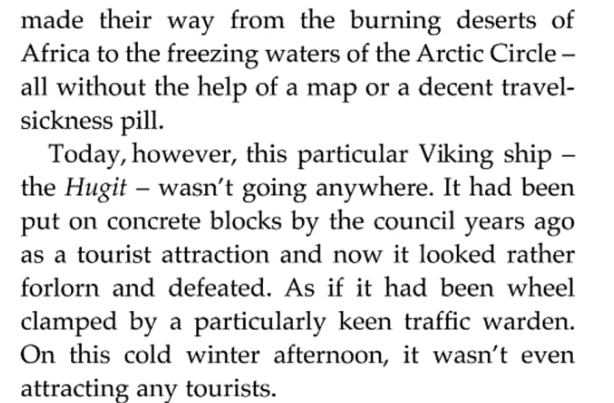 made their way from the burning deserts of
Africa to the freezing waters of the Arctic Circle –
all without the help of a map or a decent travel-
sickness pill.
Today, however, this particular Viking ship –
the Hugit – wasn't going anywhere. It had been
put on concrete blocks by the council years ago
as a tourist attraction and now it looked rather
forlorn and defeated. As if it had been wheel
clamped by a particularly keen traffic warden.
On this cold winter afternoon, it wasn't even
attracting any tourists.